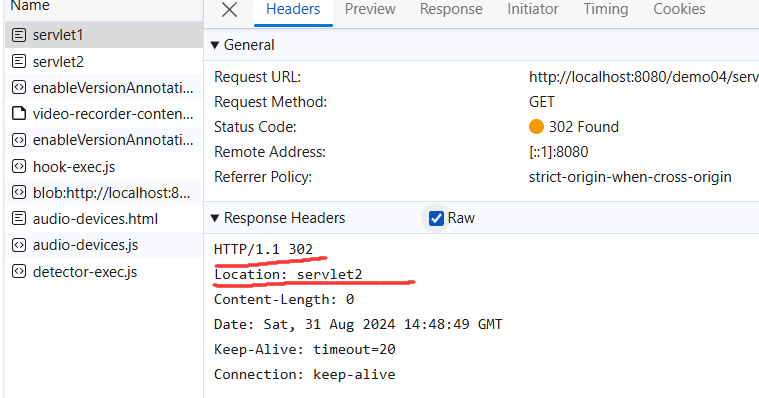 Name
Headers Preview Response Initiator Timing Cookies
servlet1
servlet2
enableVersionAnnotati...
video-recorder-conten...
enableVersionAnnotati...
hook-exec.js
blob:http://localhost:8...
audio-devices.html
audio-devices.js
detector-exec.js
General
Request URL: http://localhost:8080/demo04/serv
Request Method: GET
Status Code: 302 Found
Remote Address: [::1]:8080
Referrer Policy: strict-origin-when-cross-origin
Response Headers Raw
HTTP/1.1 302
Location: servlet2
Content-Length: 0
Date: Sat, 31 Aug 2024 14:48:49 GMT
Keep-Alive: timeout=20
Connection: keep-alive